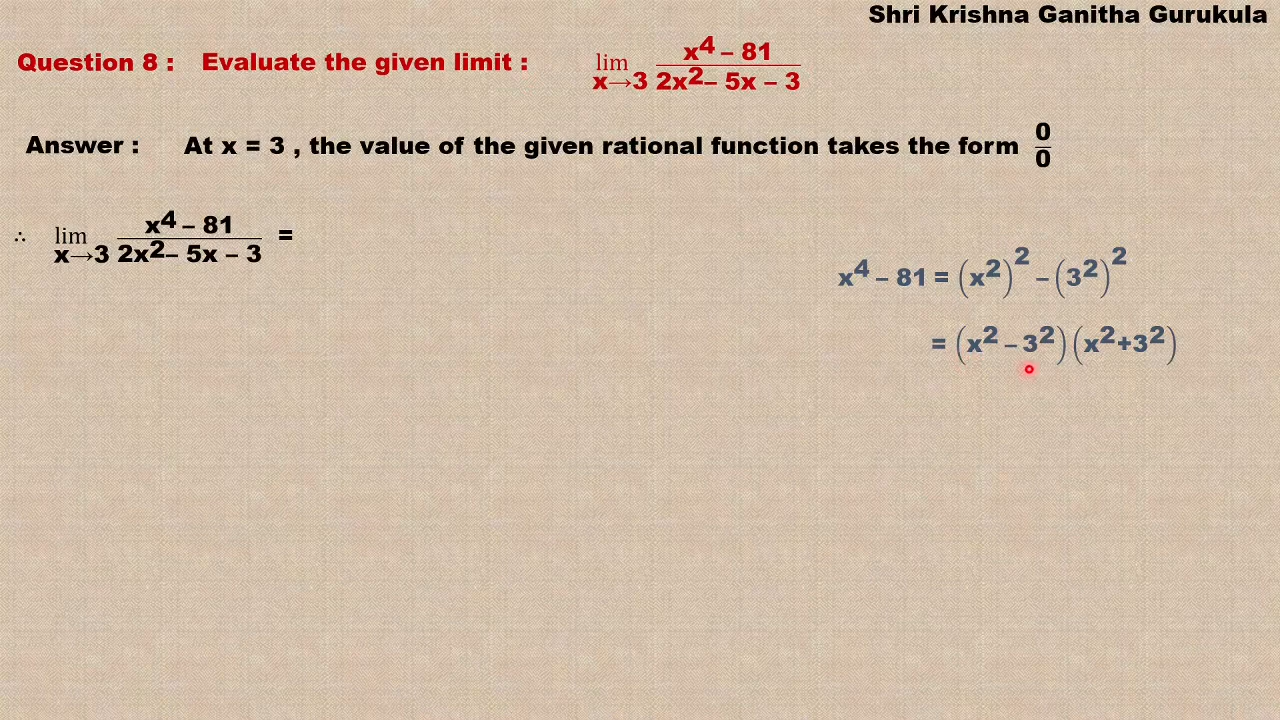 Shri Krishna Ganitha Gurukula
Question 8 : Evaluate the given limit : lim x→3 (x⁴ – 81)/(2x² – 5x – 3)
Answer : At x = 3 , the value of the given rational function takes the form 0/0
∴ lim x→3 (x⁴ – 81)/(2x² – 5x – 3) =
x⁴ – 81 = (x²)² – (3²)²
= (x² – 3²)(x²+3²)